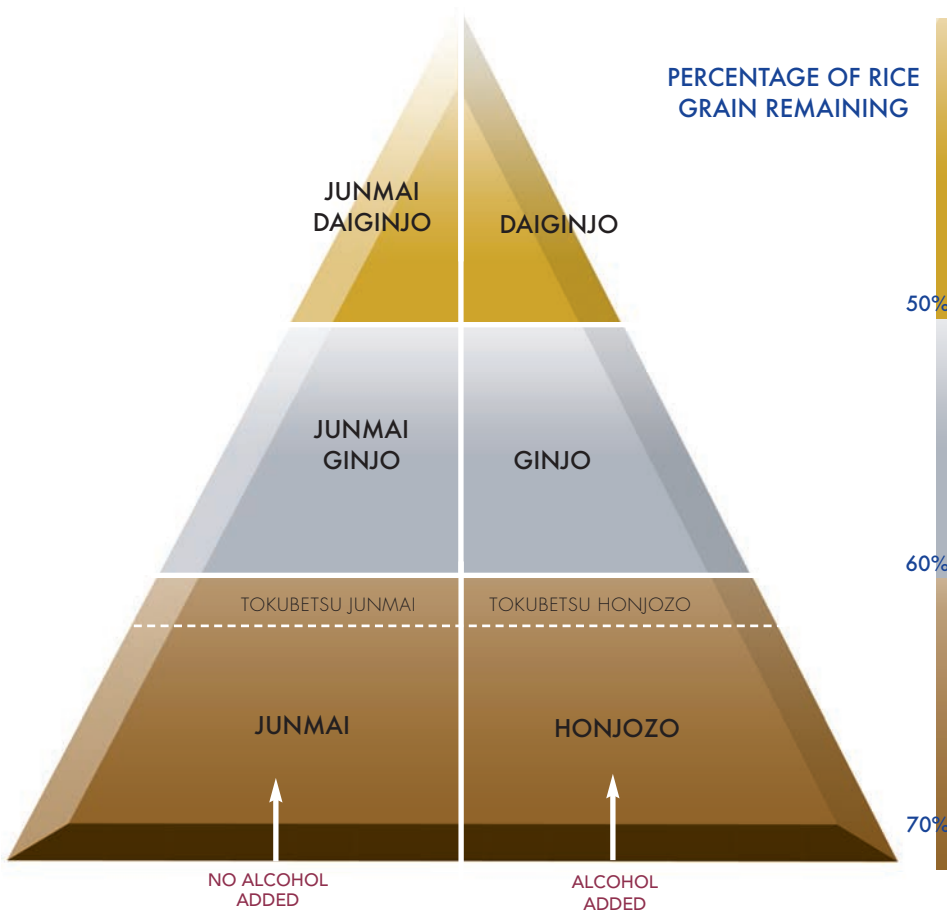 PERCENTAGE OF RICE
GRAIN REMAINING
JUNMAI
DAIGINJO
DAIGINJO
50%
JUNMAI
GINJO
GINJO
60%
TOKUBETSU JUNMAI
TOKUBETSU HONJOZO
JUNMAI
HONJOZO
70%
NO ALCOHOL
ADDED
ALCOHOL
ADDED